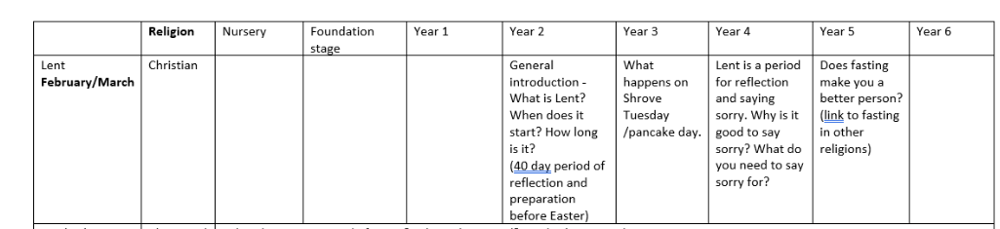 Religion Nursery Foundation Year 1 Year 2 Year 3 Year 4 Year 5 Year 6
stage
Lent
February/March
Christian
General
introduction -
What is Lent?
When does it
start? How long
is it?
(40 day period of
reflection and
preparation
before Easter)
What
happens on
Shrove
Tuesday
/pancake day.
Lent is a period
for reflection
and saying
sorry. Why is it
good to say
sorry? What do
you need to say
sorry for?
Does fasting
make you a
better person?
(link to fasting
in other
religions)